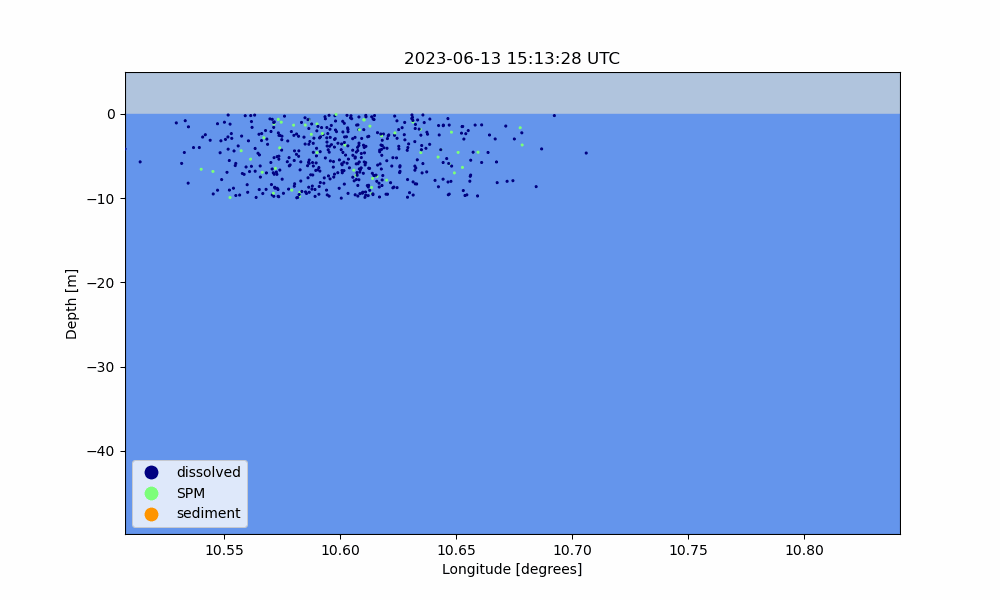 2023-06-13 15:13:28 UTC
0
−10
−20
−30
−40
Depth [m]
dissolved
SPM
sediment
10.55 10.60 10.65 10.70 10.75 10.80
Longitude [degrees]